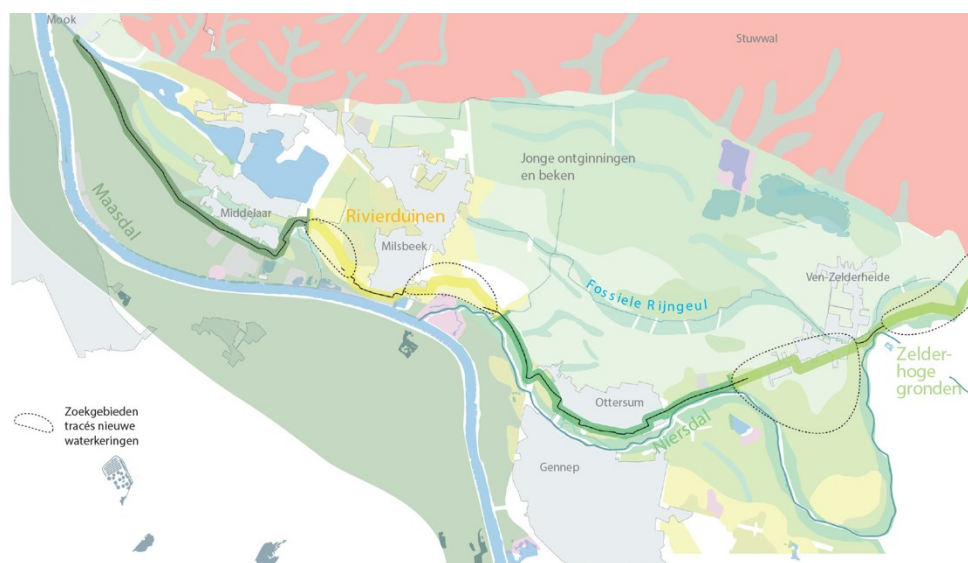 Mook
Stuwwal
Jonge ontginningen
en beken
Maasdal
Middelaar
Rivierduinen
Milsbeek
Ven-Zelderheide
Fossiele Rijngeul
Zelder-
hoge
gronden
Zoekgebieden
tracés nieuwe
waterkeringen
Ottersum
Niersdal
Gennep